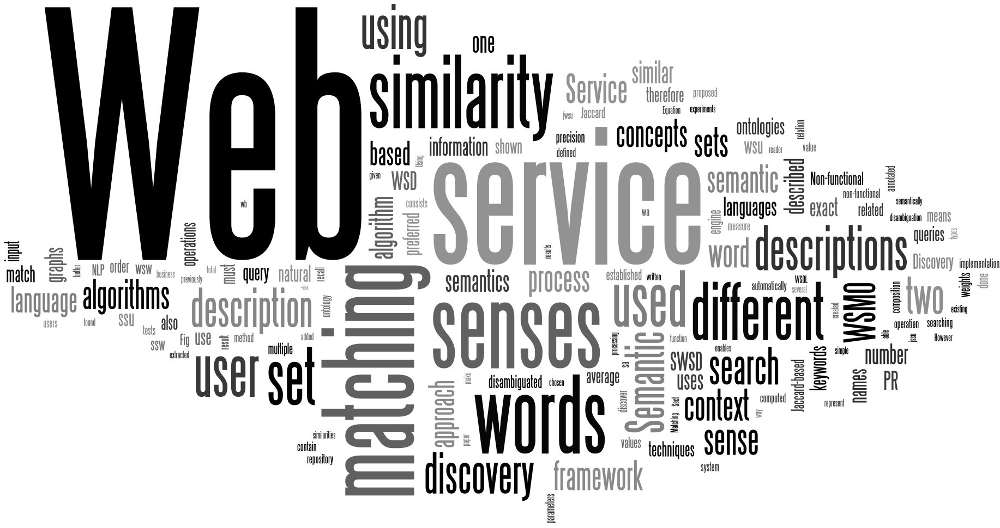 Web
using
one
similarity
Service
similar
therefore
proposed
jwsu
Jaccard
Equation
experiments
based
Using
information
shown
precision
defined
concepts
sets
ontologies
relation
wsu
reader
value
given
WSD
service
semantic
described
Non-functional
annotated
non-functional
wb
algorithm
consists
preferred
wa
engine
languages
measure
exact
related
semantically
disambiguation
means
results
word
descriptions
queries
types
input
match
graphs
better
NLP
order
wsw
business
operations
previously
total
must
query
natural
recall
sb
matching
semantics
process
established
written
used
automatically
WSDL
several
Discovery
implementation
weights
done
language
algorithms
description
ontology
senses
different
created
WSMO
composition
two
existing
users
found
ssu
tests
also
ssw
Fig
use
result
method
added
extracted
multiple
processing
sa
Semantic
function
enables
simple
able
operation
jssu
searching
However
user
set
disambiguated
make
chosen
average
SWSD
uses
search
Jaccard-based
keywords
number
names
PR
approach
words
discover
Sect
Matching
context
computed
way
represent
similarities
contain
repository
paper
values
techniques
sense
discovery
framework
system
parameters